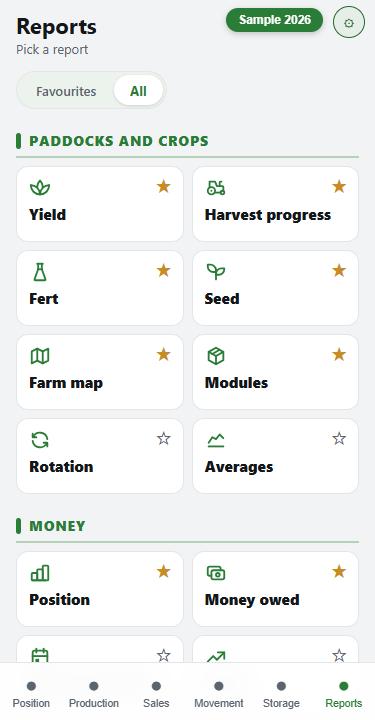 Reports
Sample 2026
Pick a report
Favourites
All
PADDOCKS AND CROPS
Yield
Harvest progress
Fert
Seed
Farm map
Modules
Rotation
Averages
MONEY
Position
Money owed
Position
Production
Sales
Movement
Storage
Reports